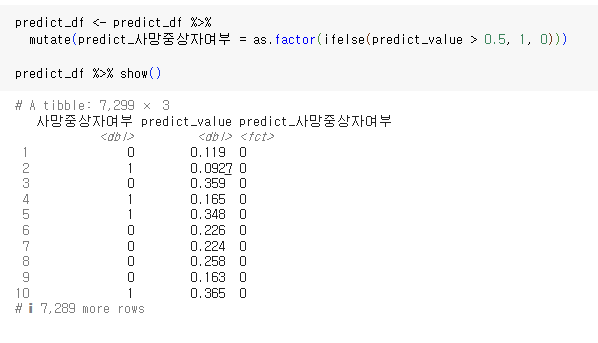 predict_df <- predict_df %>%
  mutate(predict_사망중상자여부 = as.factor(ifelse(predict_value > 0.5, 1, 0)))
predict_df %>% show()
# A tibble: 7,299 × 3
사망중상자여부 predict_value predict_사망중상자여부
<dbl> <dbl> <fct>
1 0 0.119 0
2 1 0.0927 0
3 0 0.359 0
4 1 0.165 0
5 1 0.348 0
6 0 0.226 0
7 0 0.224 0
8 0 0.258 0
9 0 0.163 0
10 1 0.365 0
# ℹ 7,289 more rows